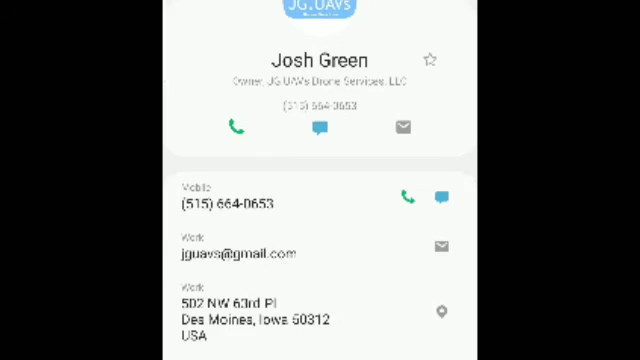 JG.UAVs
Josh Green
Owner, JG.UAVs Drone Services, LLC
(515) 664-0653
Mobile
(515) 664-0653
Work
jguavs@gmail.com
Work
502 NW 63rd Pl
Des Moines, Iowa 50312
USA